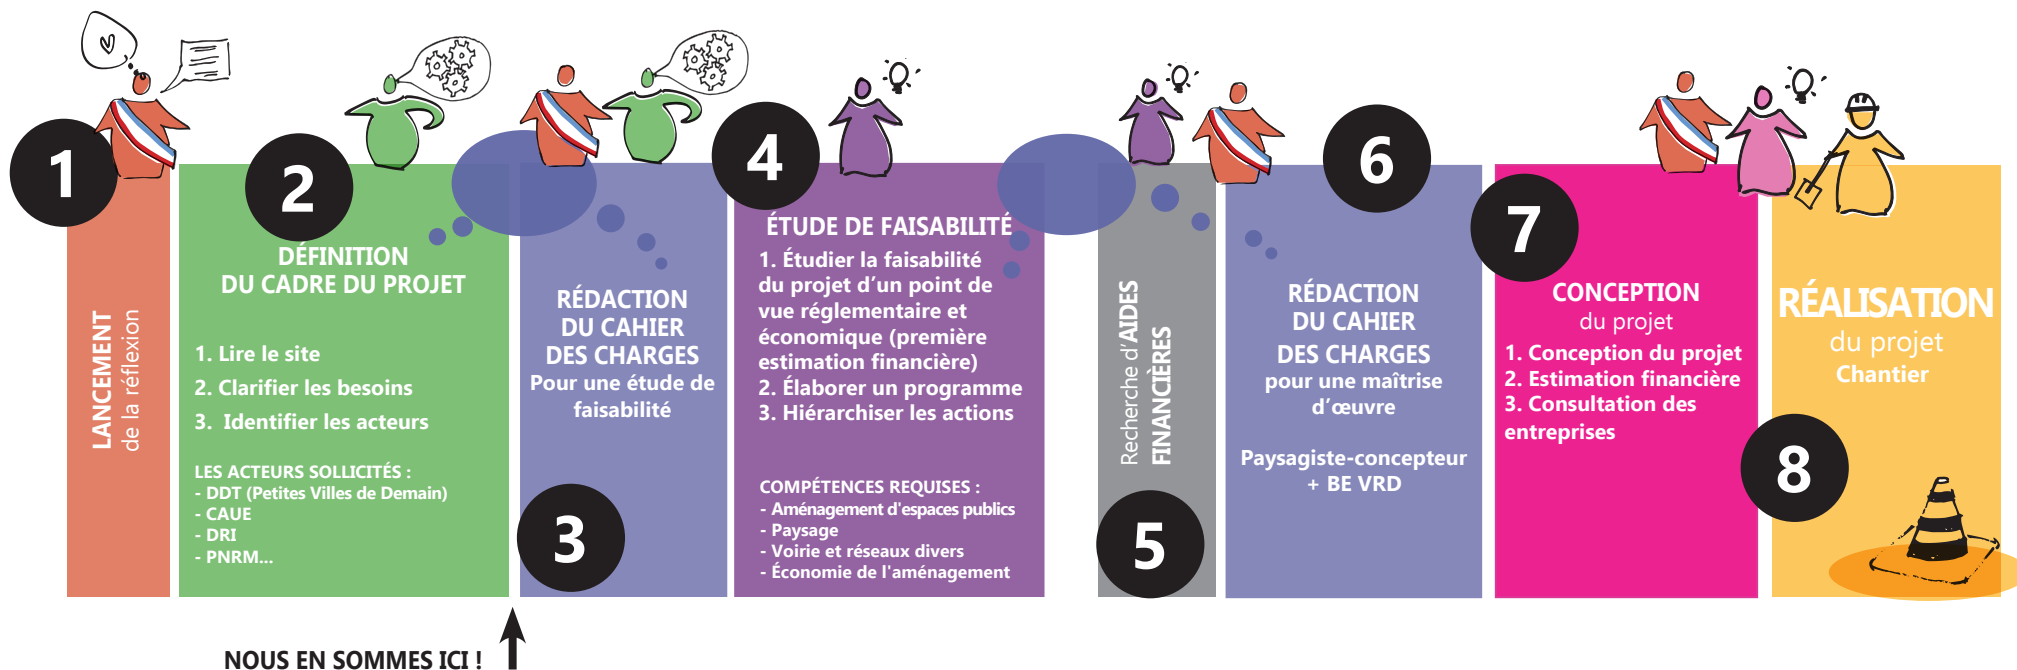 1
LANCEMENT
de la réflexion
2
DÉFINITION
DU CADRE DU PROJET
1. Lire le site
2. Clarifier les besoins
3. Identifier les acteurs
LES ACTEURS SOLLICITÉS :
- DDT (Petites Villes de Demain)
- CAUE
- DRI
- PNRM...
3
RÉDACTION
DU CAHIER
DES CHARGES
Pour une étude de
faisabilité
4
ÉTUDE DE FAISABILITÉ
1. Étudier la faisabilité
du projet d'un point de
vue réglementaire et
économique (première
estimation financière)
2. Élaborer un programme
3. Hiérarchiser les actions
COMPÉTENCES REQUISES :
- Aménagement d'espaces publics
- Paysage
- Voirie et réseaux divers
- Économie de l'aménagement
5
Recherche d'AIDES
FINANCIÈRES
6
RÉDACTION
DU CAHIER
DES CHARGES
pour une maîtrise
d'œuvre
Paysagiste-concepteur
+ BE VRD
7
CONCEPTION
du projet
1. Conception du projet
2. Estimation financière
3. Consultation des
entreprises
8
RÉALISATION
du projet
Chantier
NOUS EN SOMMES ICI !